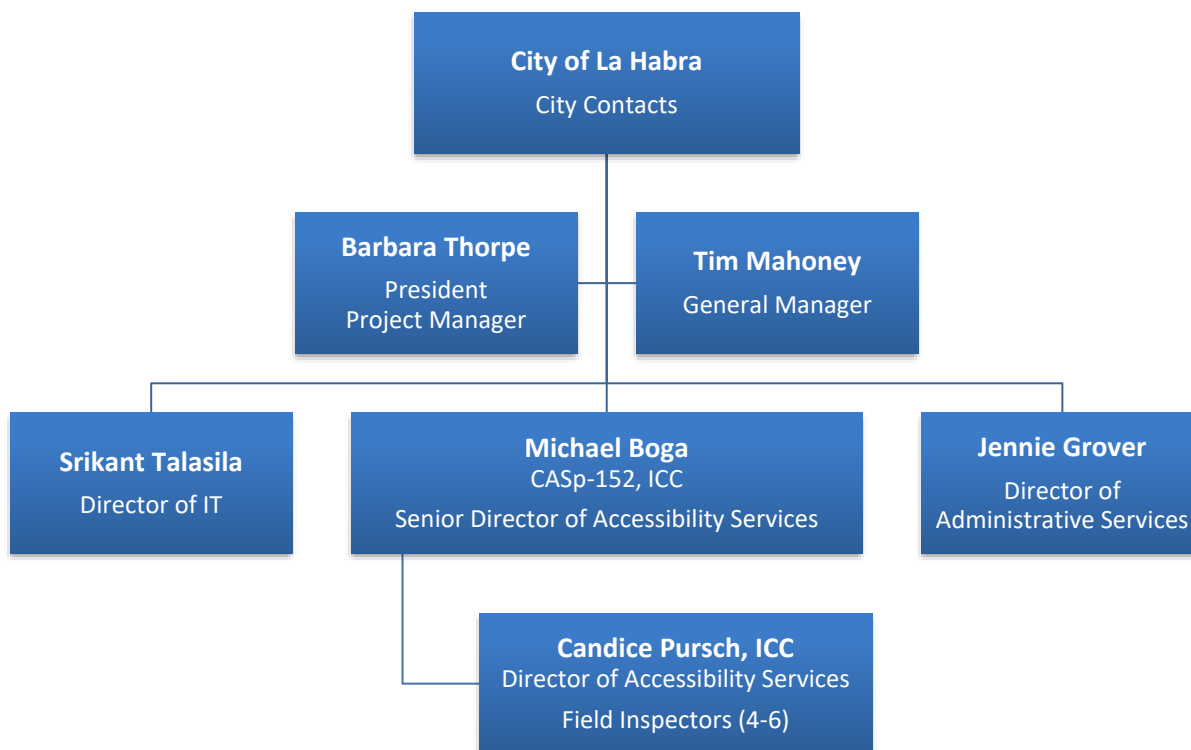 City of La Habra
City Contacts
Barbara Thorpe
President
Project Manager
Tim Mahoney
General Manager
Srikant Talasila
Director of IT
Michael Boga
CASp-152, ICC
Senior Director of Accessibility Services
Jennie Grover
Director of
Administrative Services
Candice Pursch, ICC
Director of Accessibility Services
Field Inspectors (4-6)